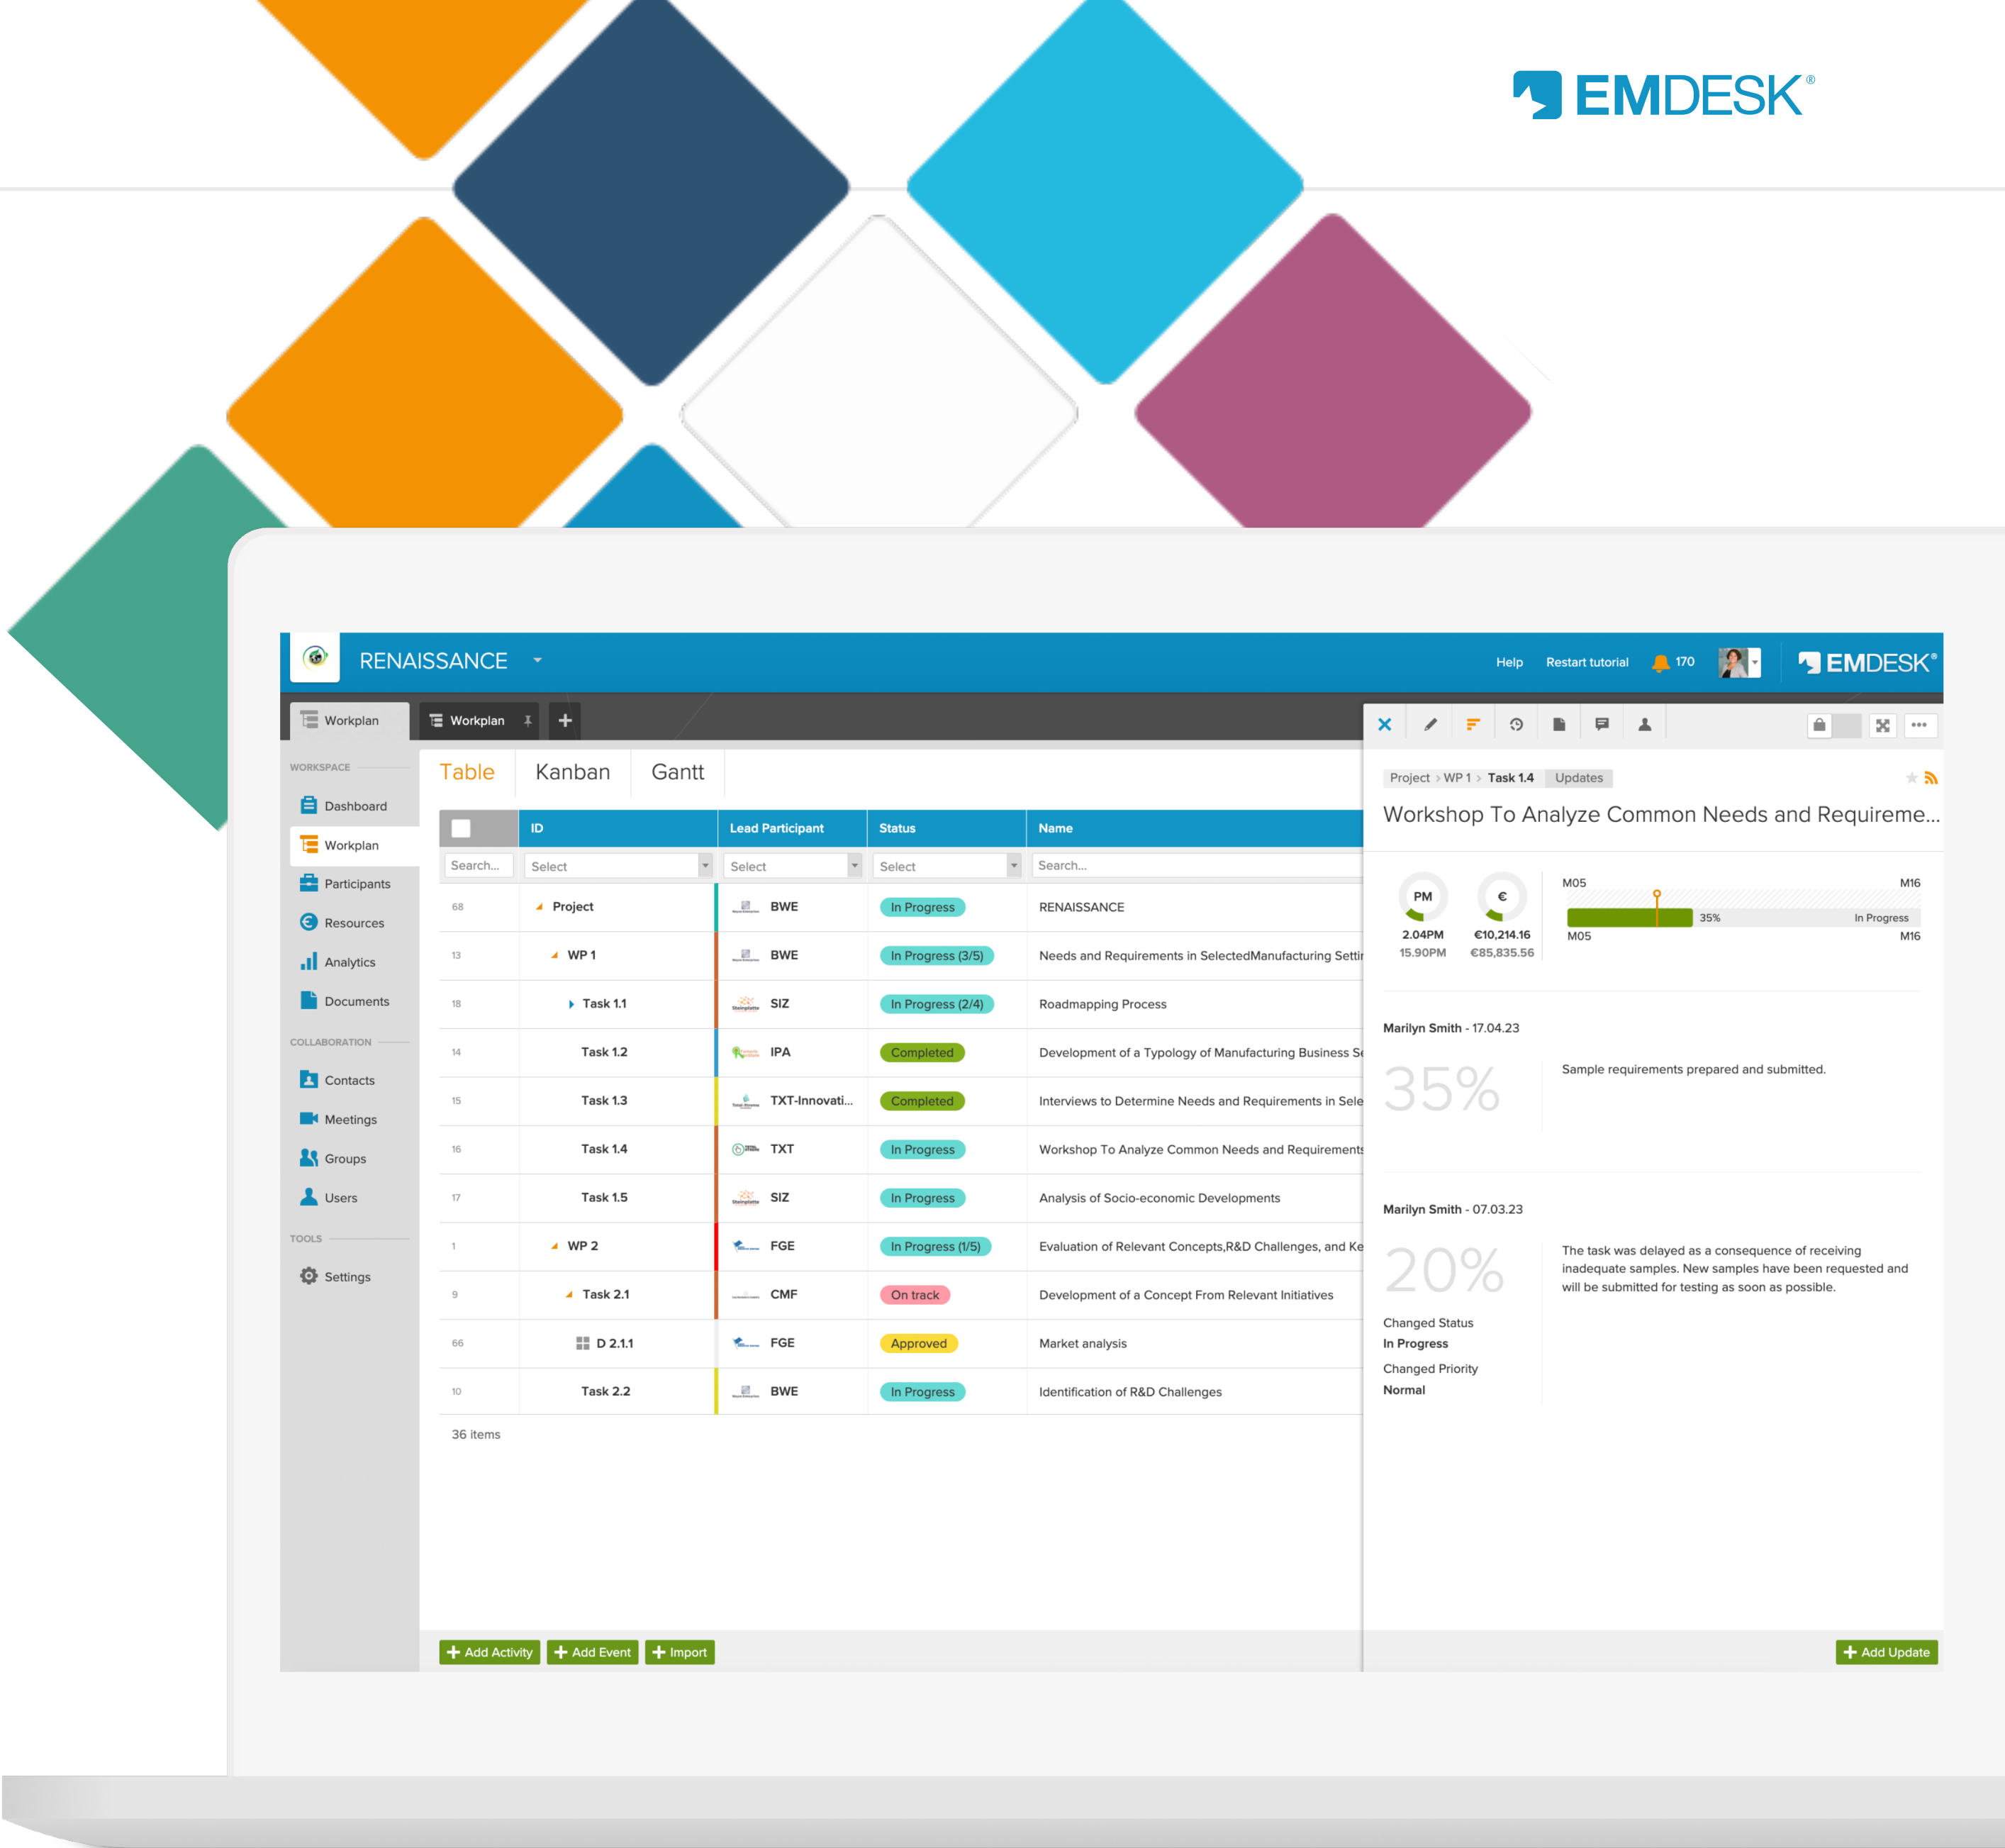 EMDESK®
RENAISSANCE
Help Restart tutorial 170 EMDESK®
Workplan Workplan
WORKSPACE
Dashboard
Workplan
Participants
Resources
Analytics
Documents
COLLABORATION
Contacts
Meetings
Groups
Users
TOOLS
Settings
Table Kanban Gantt
ID Lead Participant Status Name
Search... Select Select Select Search...
68 Project BWE In Progress RENAISSANCE
13 WP 1 BWE In Progress (3/5) Needs and Requirements in SelectedManufacturing Settin
18 Task 1.1 SIZ In Progress (2/4) Roadmapping Process
14 Task 1.2 IPA Completed Development of a Typology of Manufacturing Business Se
15 Task 1.3 TXT-Innovati... Completed Interviews to Determine Needs and Requirements in Sele
16 Task 1.4 TXT In Progress Workshop To Analyze Common Needs and Requirements
17 Task 1.5 SIZ In Progress Analysis of Socio-economic Developments
1 WP 2 FGE In Progress (1/5) Evaluation of Relevant Concepts,R&D Challenges, and Ke
9 Task 2.1 CMF On track Development of a Concept From Relevant Initiatives
66 D 2.1.1 FGE Approved Market analysis
10 Task 2.2 BWE In Progress Identification of R&D Challenges
36 items
Add Activity Add Event Import
Project > WP 1 > Task 1.4 Updates
Workshop To Analyze Common Needs and Requireme...
PM €
2.04PM €10,214.16
15.90PM €85,835.56
M05 M16
35% In Progress
M05 M16
Marilyn Smith - 17.04.23
35%
Sample requirements prepared and submitted.
Marilyn Smith - 07.03.23
20%
The task was delayed as a consequence of receiving
inadequate samples. New samples have been requested and
will be submitted for testing as soon as possible.
Changed Status
In Progress
Changed Priority
Normal
Add Update